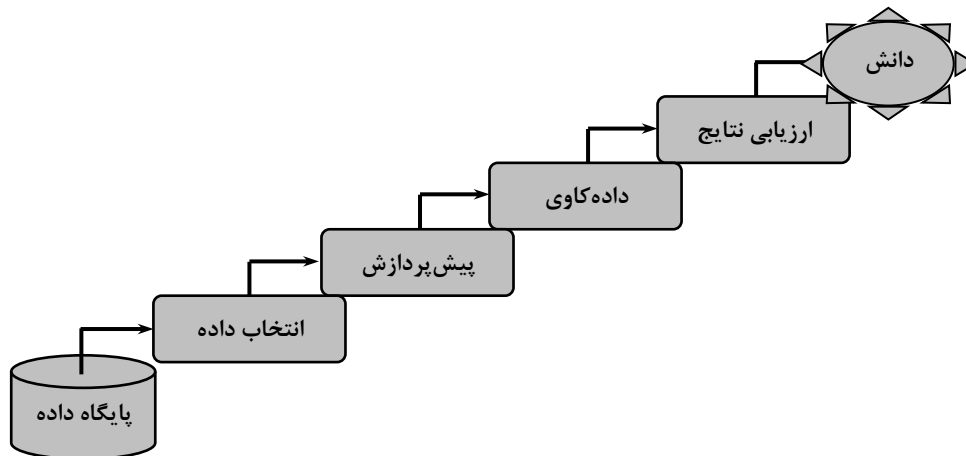 دانش
ارزیابی نتایج
داده‌کاوی
پیش‌پردازش
انتخاب داده
پایگاه داده